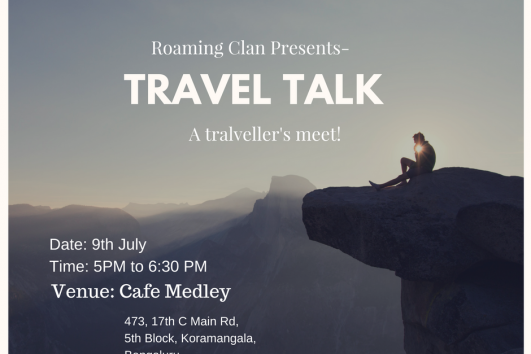 Roaming Clan Presents-
TRAVEL TALK
A tralveller's meet!
Date: 9th July
Time: 5PM to 6:30 PM
Venue: Cafe Medley
473, 17th C Main Rd,
5th Block, Koramangala,
Bengaluru